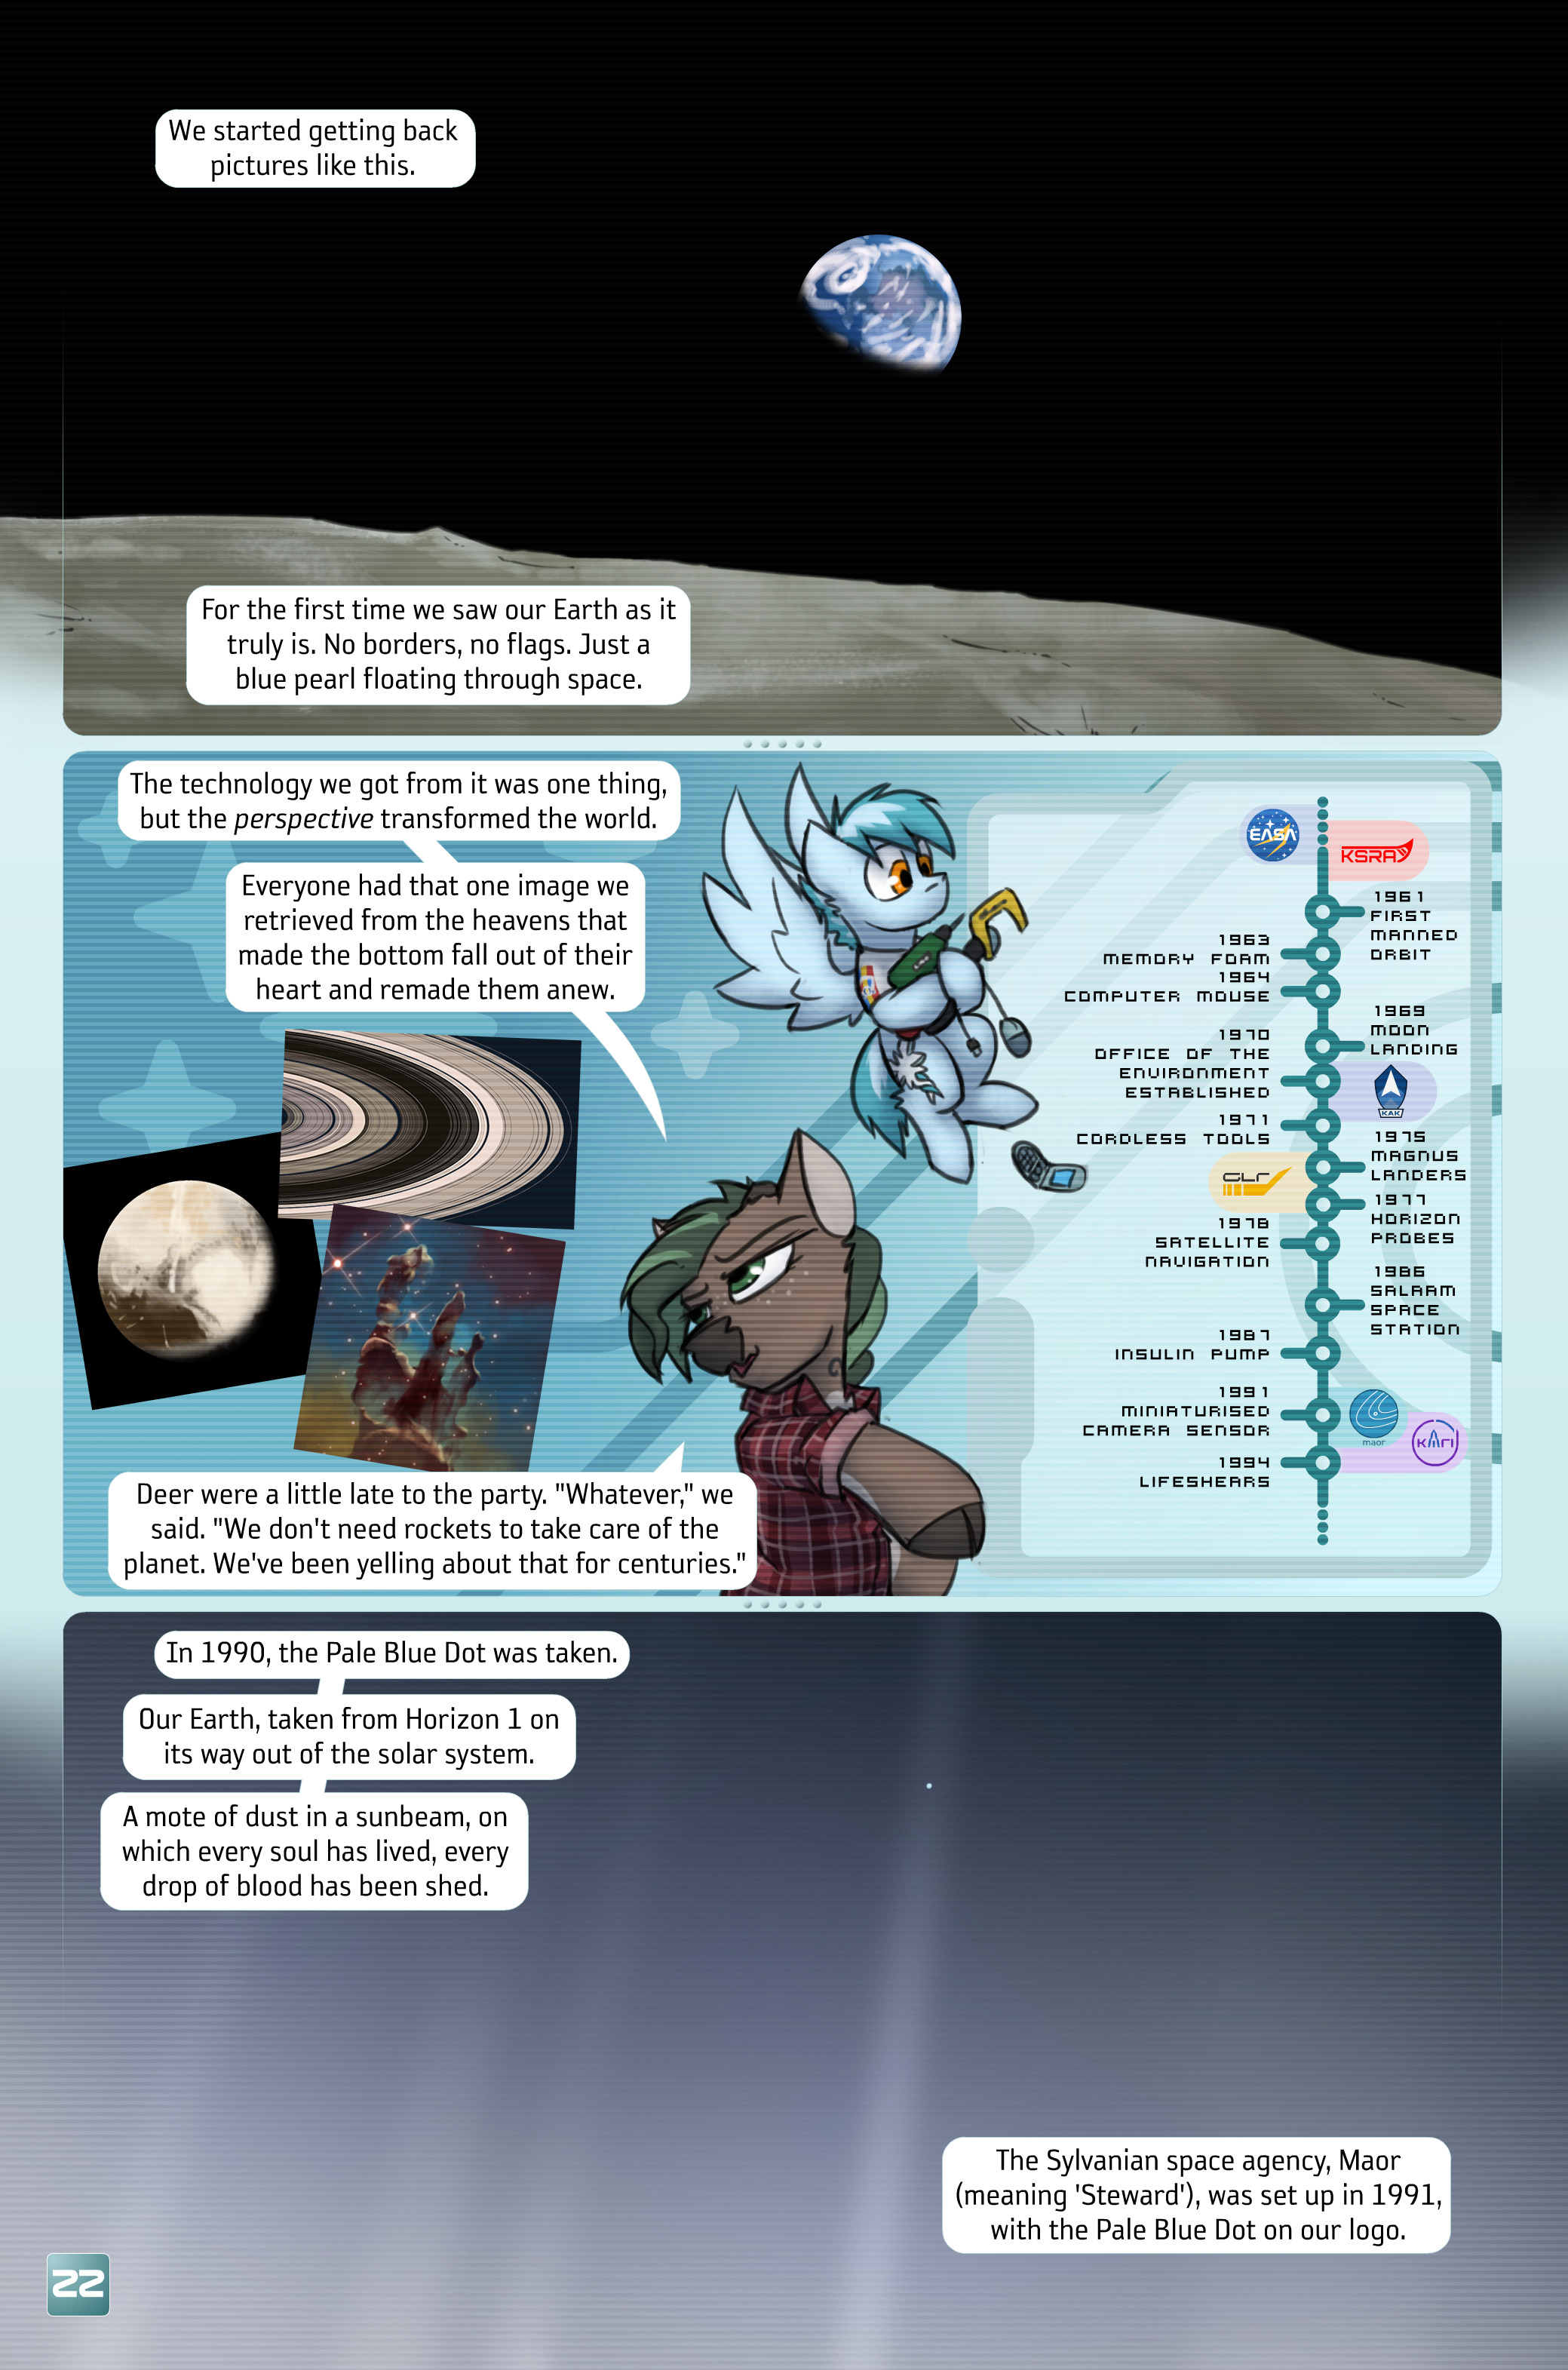 We started getting back
pictures like this.
For the first time we saw our Earth as it
truly is. No borders, no flags. Just a
blue pearl floating through space.
The technology we got from it was one thing,
but the perspective transformed the world.
Everyone had that one image we
retrieved from the heavens that
made the bottom fall out of their
heart and remade them anew.
Deer were a little late to the party. "Whatever," we
said. "We don't need rockets to take care of the
planet. We've been yelling about that for centuries."
EASA
KSRA
1961
FIRST
MANNED
ORBIT
1963
MEMORY FOAM
1964
COMPUTER MOUSE
1969
MOON
LANDING
1970
OFFICE OF THE
ENVIRONMENT
ESTABLISHED
KAK
1971
CORDLESS TOOLS
1975
MAGNUS
LANDERS
GLR
1977
HORIZON
PROBES
1978
SATELLITE
NAVIGATION
1986
SALAAM
SPACE
STATION
1987
INSULIN PUMP
1991
MINIATURISED
CAMERA SENSOR
maor
KARI
1994
LIFESHEARS
In 1990, the Pale Blue Dot was taken.
Our Earth, taken from Horizon 1 on
its way out of the solar system.
A mote of dust in a sunbeam, on
which every soul has lived, every
drop of blood has been shed.
The Sylvanian space agency, Maor
(meaning 'Steward'), was set up in 1991,
with the Pale Blue Dot on our logo.
22